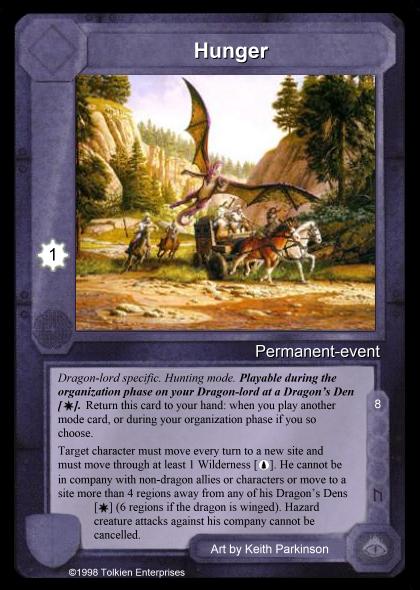 Hunger
1
Permanent-event
Dragon-lord specific. Hunting mode. Playable during the
organization phase on your Dragon-lord at a Dragon's Den
[]. Return this card to your hand: when you play another
mode card, or during your organization phase if you so
choose.
8
Target character must move every turn to a new site and
must move through at least 1 Wilderness []. He cannot be
in company with non-dragon allies or characters or move to a
site more than 4 regions away from any of his Dragon's Dens
[] (6 regions if the dragon is winged). Hazard
creature attacks against his company cannot be
cancelled.
Art by Keith Parkinson
©1998 Tolkien Enterprises